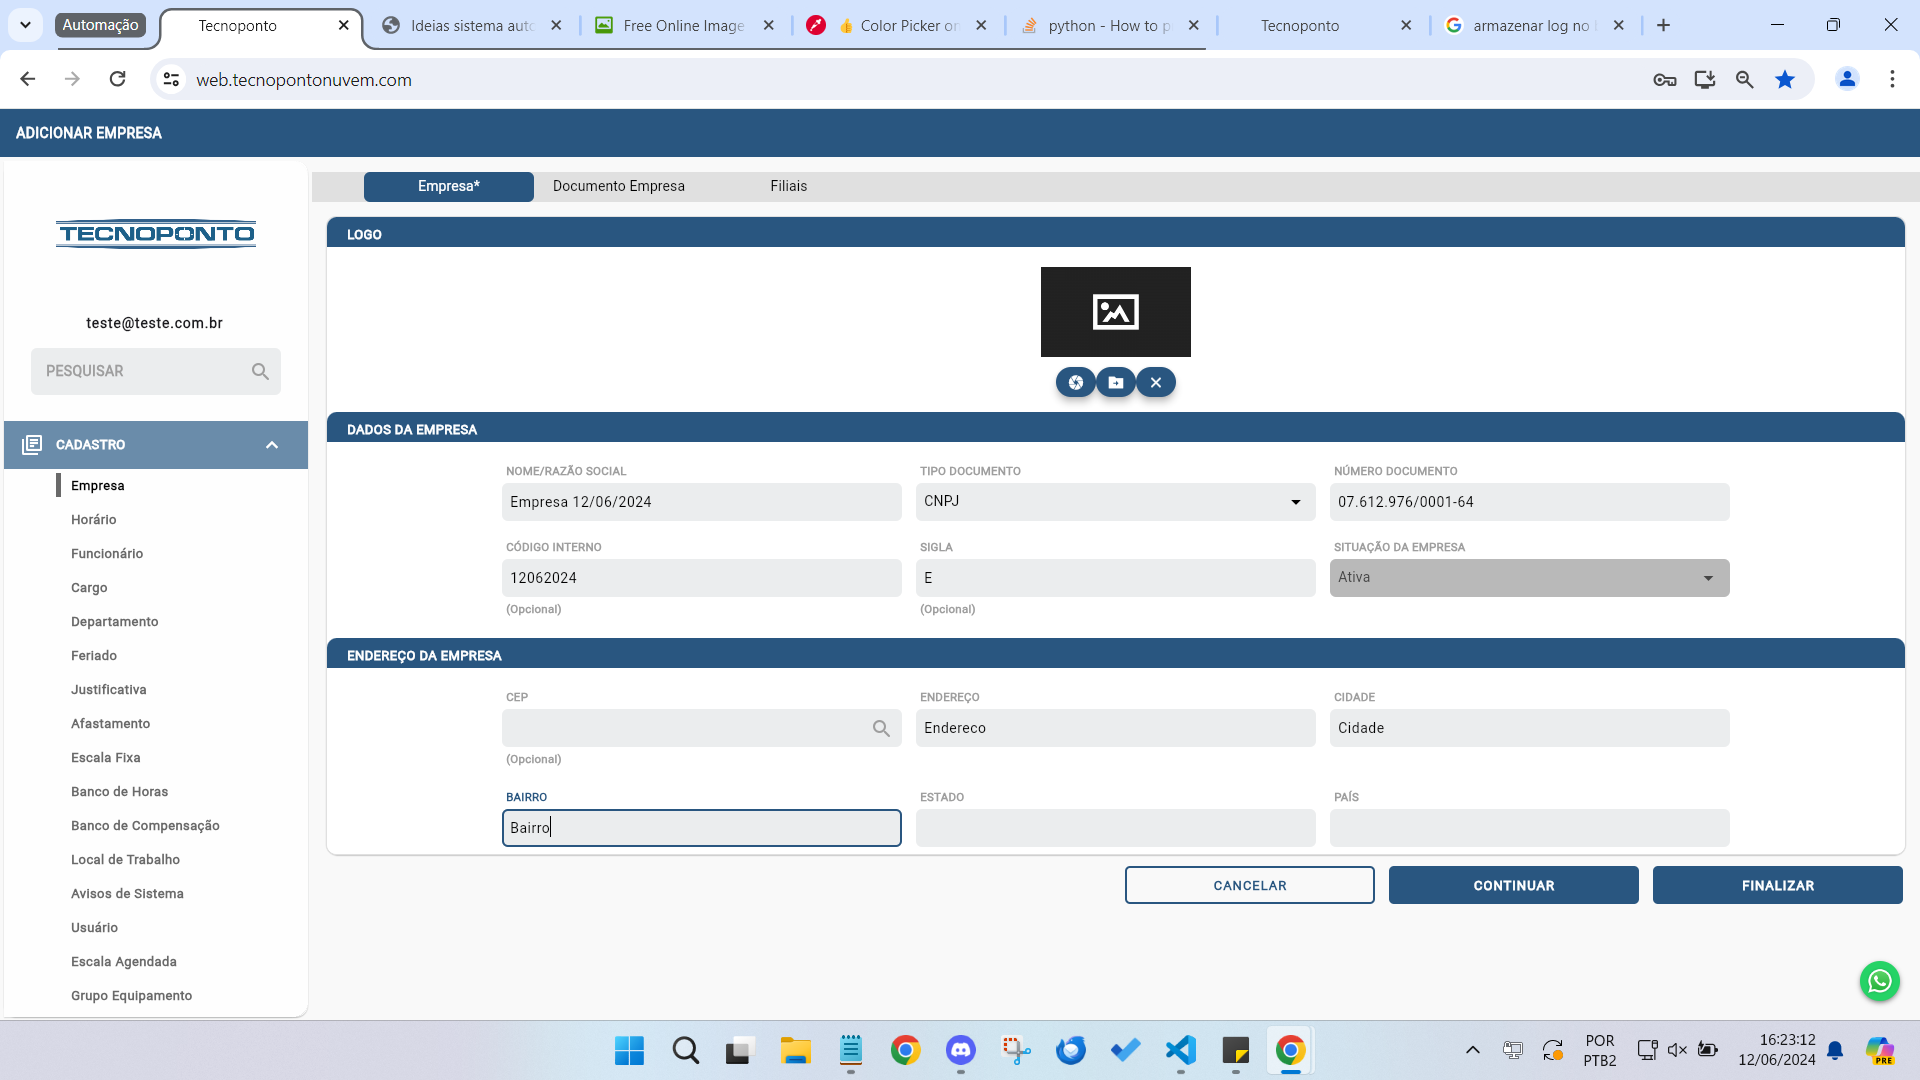 Automação
Tecnoponto
Ideias sistema auto
Free Online Image
Color Picker on
python - How to p
Tecnoponto
armazenar log no
web.tecnopontonuvem.com
ADICIONAR EMPRESA
Empresa*
Documento Empresa
Filiais
TECNOPONTO
LOGO
teste@teste.com.br
PESQUISAR
CADASTRO
Empresa
Horário
Funcionário
Cargo
Departamento
Feriado
Justificativa
Afastamento
Escala Fixa
Banco de Horas
Banco de Compensação
Local de Trabalho
Avisos de Sistema
Usuário
Escala Agendada
Grupo Equipamento
DADOS DA EMPRESA
NOME/RAZÃO SOCIAL
TIPO DOCUMENTO
NÚMERO DOCUMENTO
Empresa 12/06/2024
CNPJ
07.612.976/0001-64
CÓDIGO INTERNO
SIGLA
SITUAÇÃO DA EMPRESA
12062024
E
Ativa
(Opcional)
(Opcional)
ENDEREÇO DA EMPRESA
CEP
ENDEREÇO
CIDADE
Endereco
Cidade
(Opcional)
BAIRRO
ESTADO
PAÍS
Bairro
CANCELAR
CONTINUAR
FINALIZAR
POR
PTB2
16:23:12
12/06/2024
PRE